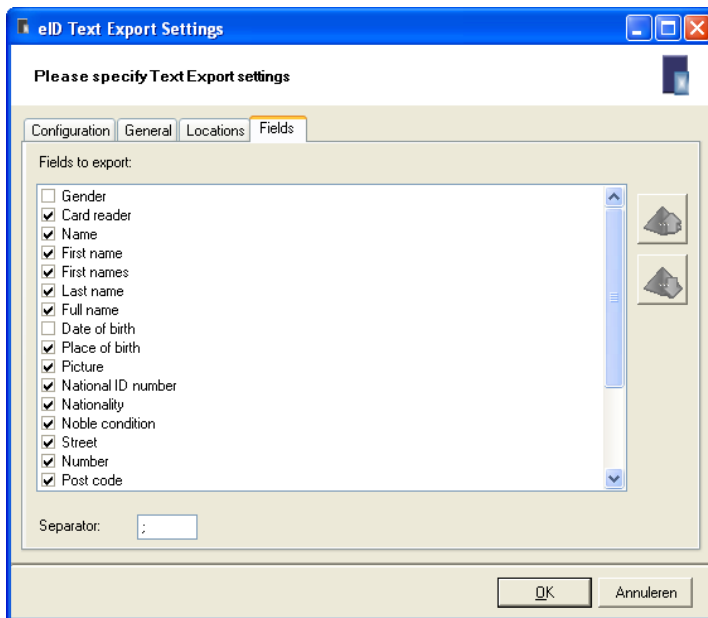 eID Text Export Settings
Please specify Text Export settings
Configuration General Locations Fields
Fields to export:
Gender
Card reader
Name
First name
First names
Last name
Full name
Date of birth
Place of birth
Picture
National ID number
Nationality
Noble condition
Street
Number
Post code
Separator: ;
OK Annuleren